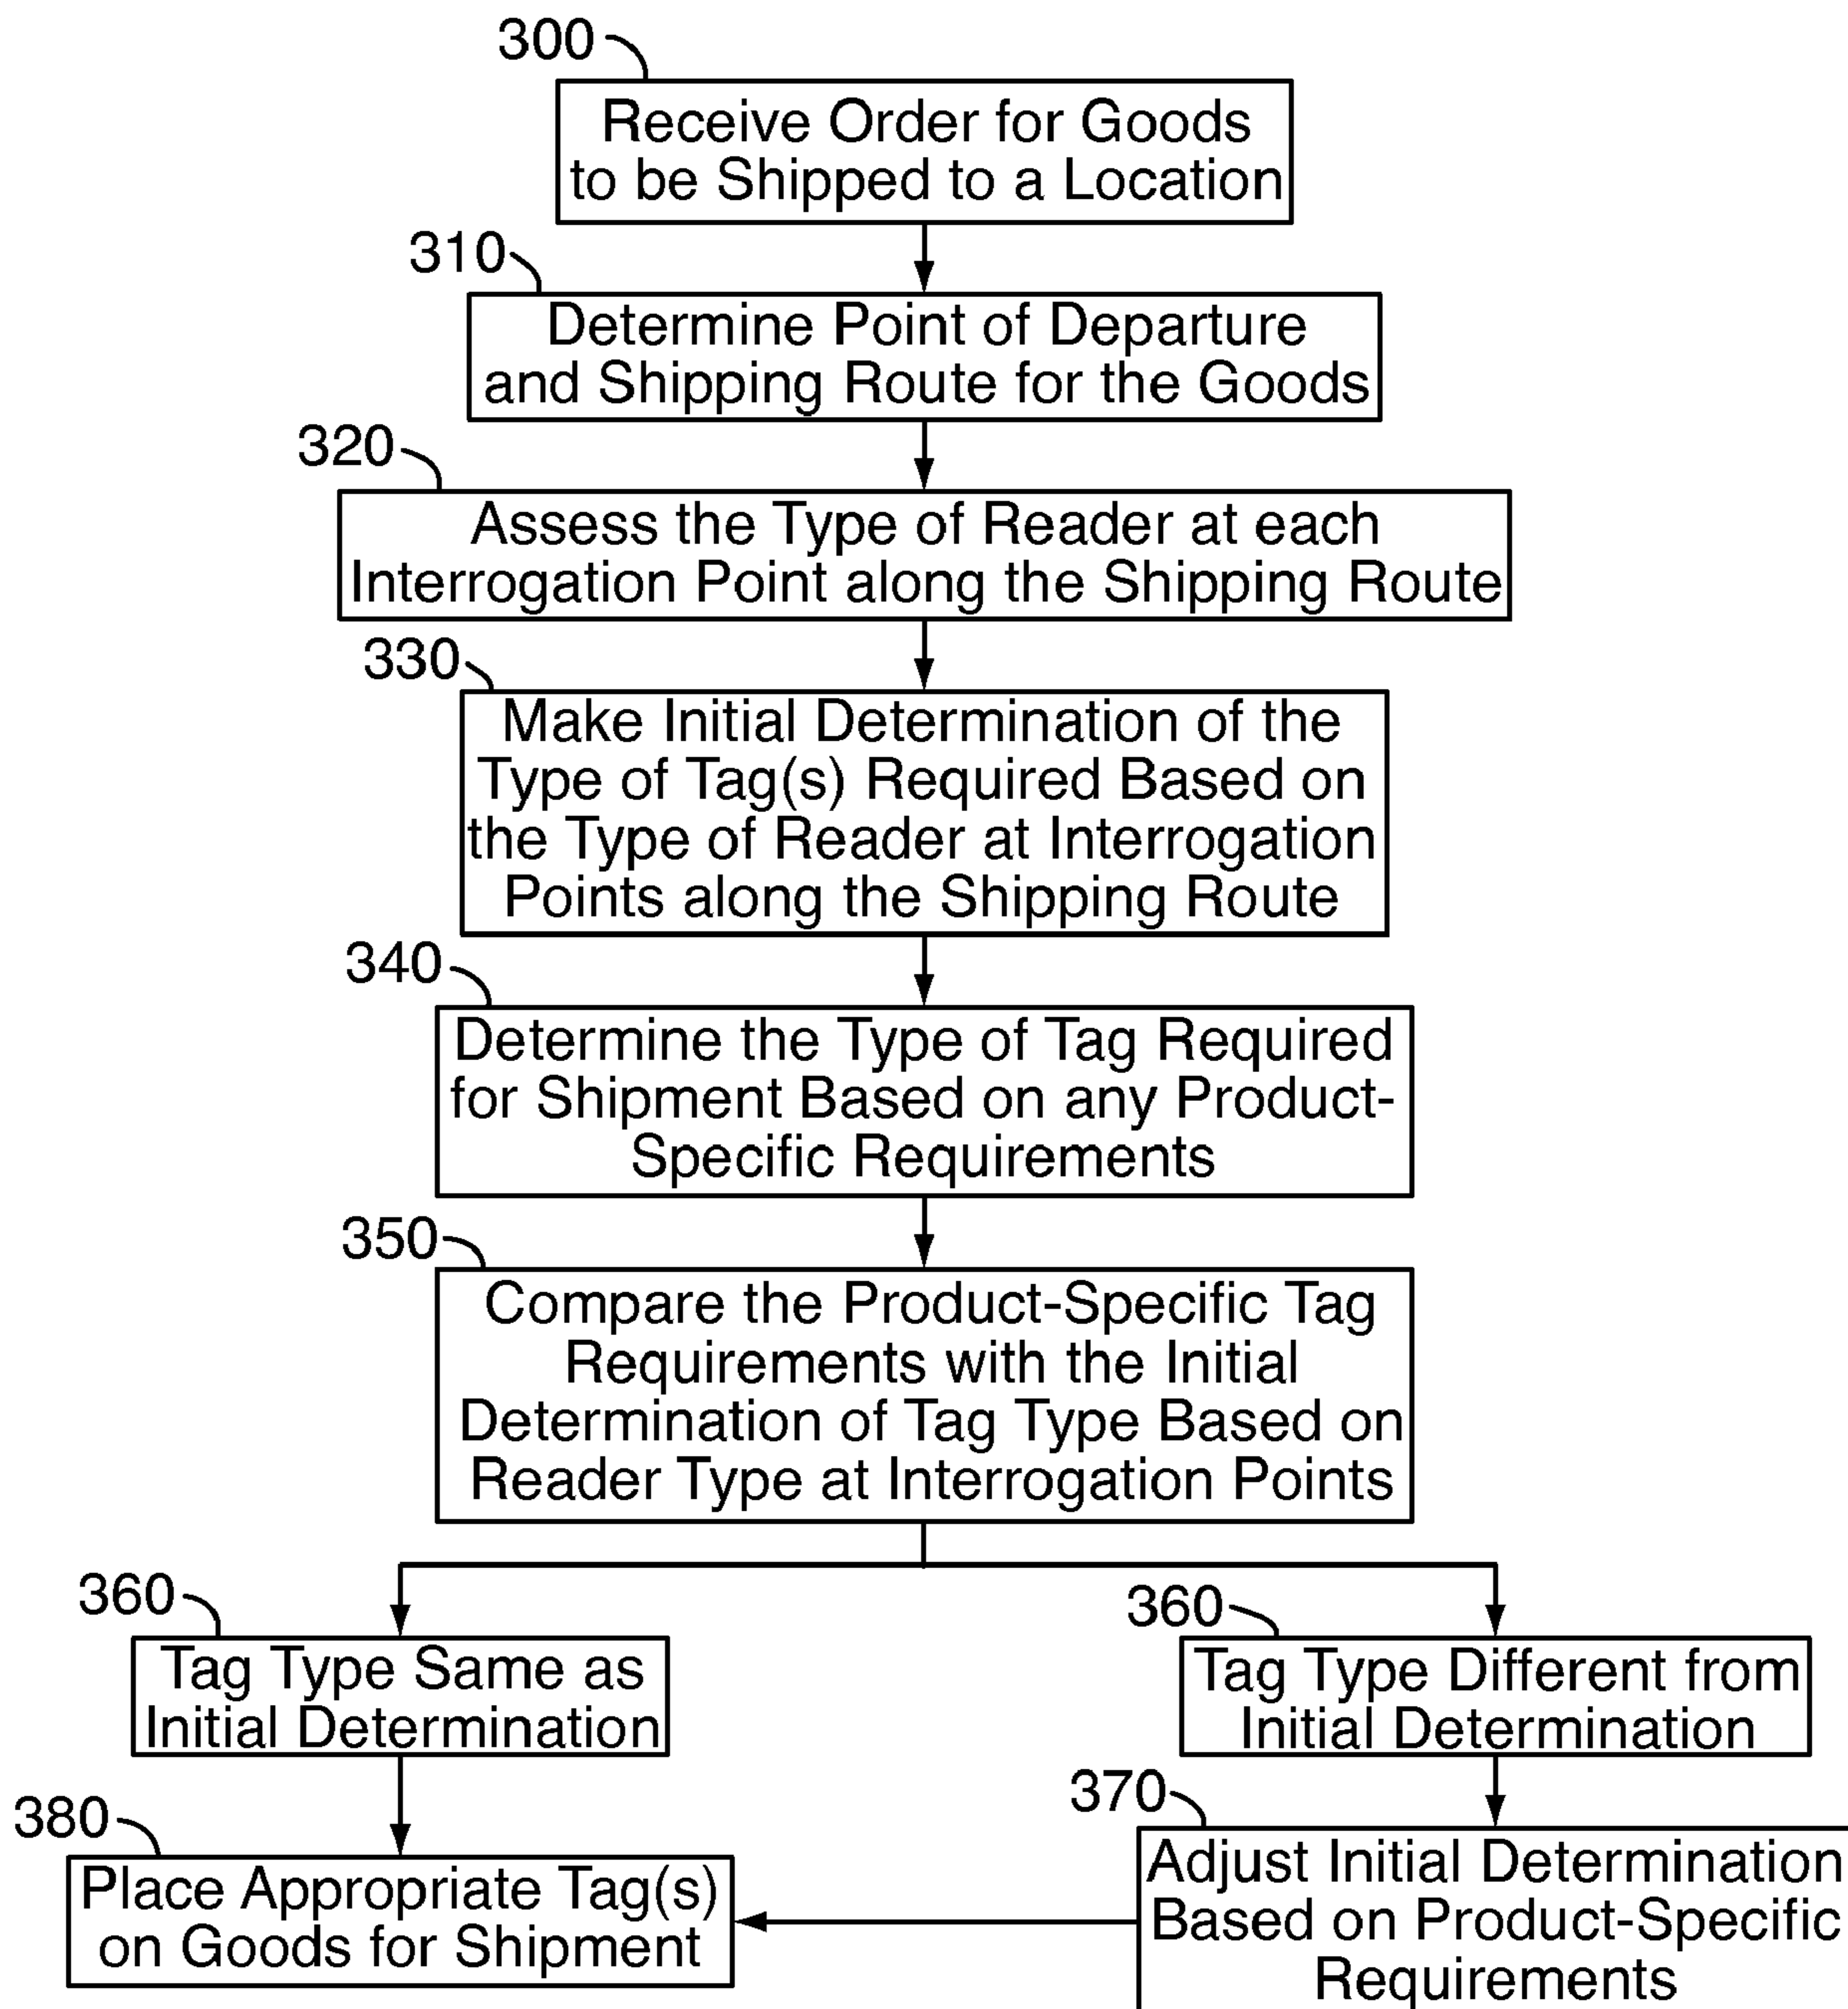 300
Receive Order for Goods
to be Shipped to a Location
310
Determine Point of Departure
and Shipping Route for the Goods
320
Assess the Type of Reader at each
Interrogation Point along the Shipping Route
330
Make Initial Determination of the
Type of Tag(s) Required Based on
the Type of Reader at Interrogation
Points along the Shipping Route
340
Determine the Type of Tag Required
for Shipment Based on any Product-
Specific Requirements
350
Compare the Product-Specific Tag
Requirements with the Initial
Determination of Tag Type Based on
Reader Type at Interrogation Points
360
Tag Type Same as
Initial Determination
360
Tag Type Different from
Initial Determination
380
Place Appropriate Tag(s)
on Goods for Shipment
370
Adjust Initial Determination
Based on Product-Specific
Requirements